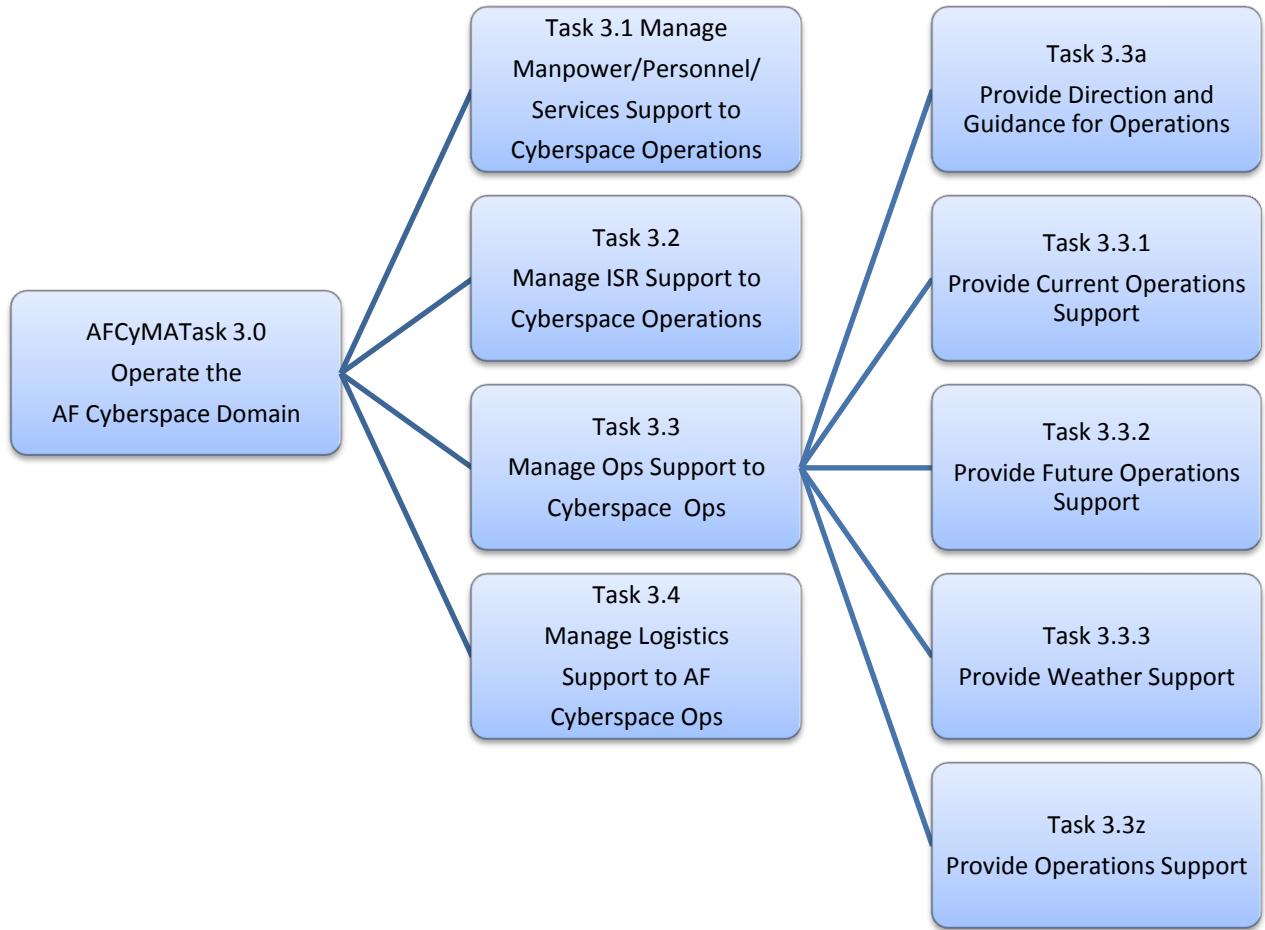 AFCyMATask 3.0
Operate the
AF Cyberspace Domain
Task 3.1 Manage
Manpower/Personnel/
Services Support to
Cyberspace Operations
Task 3.2
Manage ISR Support to
Cyberspace Operations
Task 3.3
Manage Ops Support to
Cyberspace  Ops
Task 3.4
Manage Logistics
Support to AF
Cyberspace Ops
Task 3.3a
Provide Direction and
Guidance for Operations
Task 3.3.1
Provide Current Operations
Support
Task 3.3.2
Provide Future Operations
Support
Task 3.3.3
Provide Weather Support
Task 3.3z
Provide Operations Support